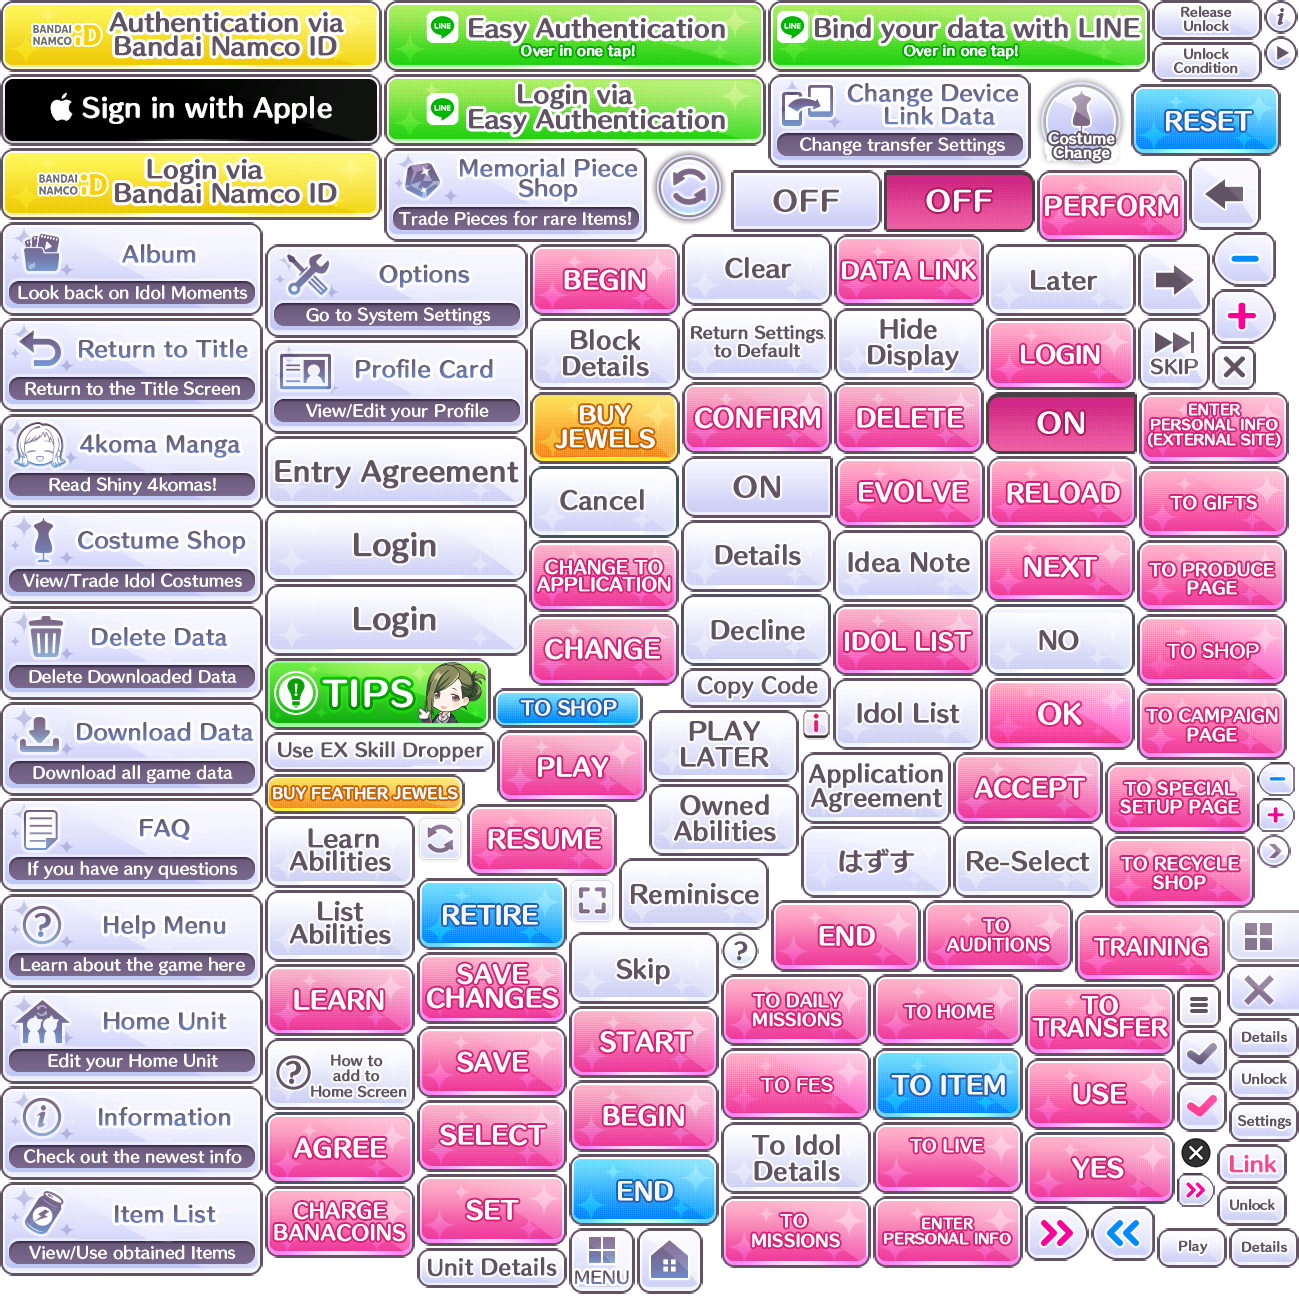 BANDAI
NAMCO iD
Authentication via
Bandai Namco ID
LINE
Easy Authentication
Over in one tap!
LINE
Bind your data with LINE
Over in one tap!
Release
Unlock
i
Unlock
Condition
Sign in with Apple
LINE
Login via
Easy Authentication
Change Device
Link Data
Change transfer Settings
Costume
Change
RESET
BANDAI
NAMCO iD
Login via
Bandai Namco ID
Memorial Piece
Shop
Trade Pieces for rare Items!
OFF
OFF
PERFORM
Album
Look back on Idol Moments
Return to Title
Return to the Title Screen
4koma Manga
Read Shiny 4komas!
Costume Shop
View/Trade Idol Costumes
Delete Data
Delete Downloaded Data
Download Data
Download all game data
FAQ
If you have any questions
?
Help Menu
Learn about the game here
Home Unit
Edit your Home Unit
i
Information
Check out the newest info
Item List
View/Use obtained Items
Options
Go to System Settings
Profile Card
View/Edit your Profile
Entry Agreement
Login
Login
TIPS
Use EX Skill Dropper
BUY FEATHER JEWELS
Learn
Abilities
List
Abilities
LEARN
?
How to
add to
Home Screen
AGREE
CHARGE
BANACOINS
BEGIN
Block
Details
BUY
JEWELS
Cancel
CHANGE TO
APPLICATION
CHANGE
TO SHOP
PLAY
RESUME
RETIRE
SAVE
CHANGES
SAVE
SELECT
SET
Unit Details
Clear
Return Settings
to Default
CONFIRM
ON
Details
Decline
Copy Code
PLAY
LATER
i
Owned
Abilities
Reminisce
Skip
START
BEGIN
END
MENU
DATA LINK
Hide
Display
DELETE
EVOLVE
Idea Note
IDOL LIST
Idol List
Application
Agreement
はずす
END
?
TO DAILY
MISSIONS
TO FES
To Idol
Details
TO
MISSIONS
Later
LOGIN
SKIP
ON
RELOAD
NEXT
NO
OK
ACCEPT
Re-Select
TO
AUDITIONS
TO HOME
TO ITEM
TO LIVE
ENTER
PERSONAL INFO
ENTER
PERSONAL INFO
(EXTERNAL SITE)
TO GIFTS
TO PRODUCE
PAGE
TO SHOP
TO CAMPAIGN
PAGE
TO SPECIAL
SETUP PAGE
TO RECYCLE
SHOP
TRAINING
TO
TRANSFER
USE
YES
Details
Unlock
Settings
Link
Unlock
Play
Details